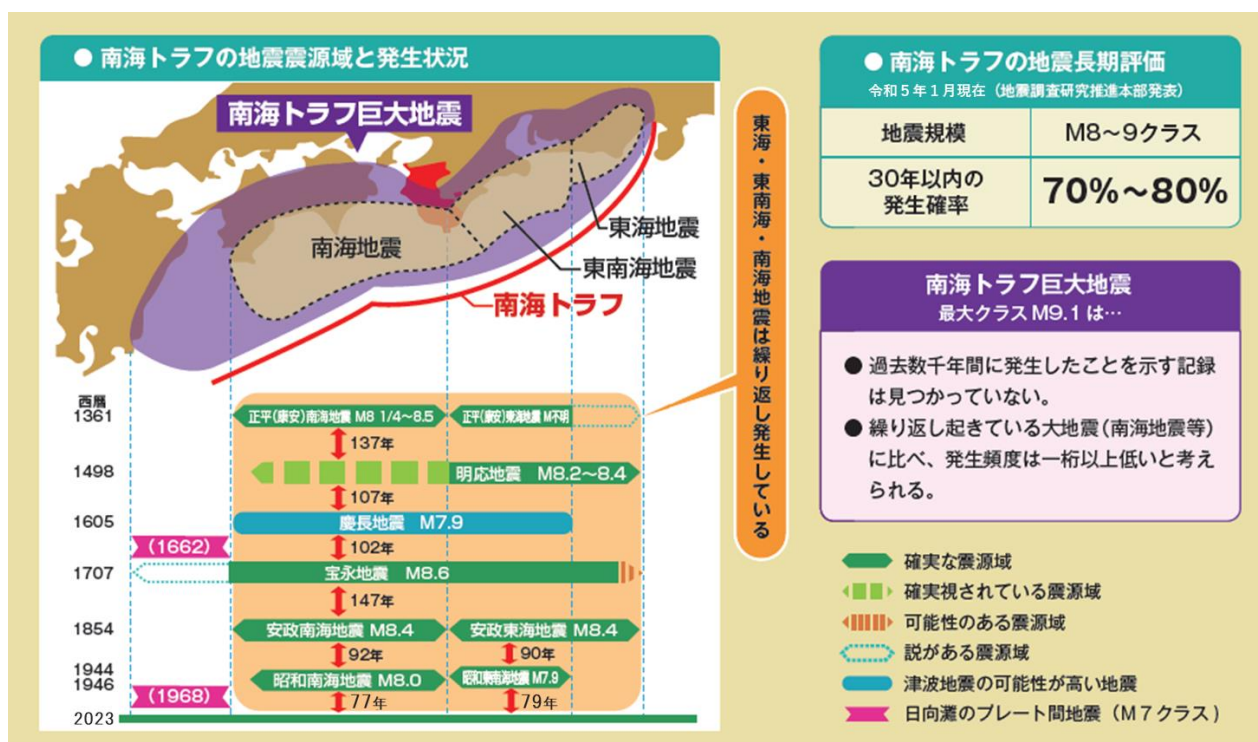 ● 南海トラフの地震震源域と発生状況
南海トラフ巨大地震
南海地震
東海地震
東南海地震
南海トラフ
西暦
1361
正平(康安)南海地震 M8 1/4～8.5
正平(康安)東海地震 M不明
137年
1498
明応地震 M8.2～8.4
107年
1605
慶長地震 M7.9
(1662)
102年
1707
宝永地震 M8.6
147年
1854
安政南海地震 M8.4
安政東海地震 M8.4
92年
90年
1944
1946
昭和南海地震 M8.0
昭和東南海地震 M7.9
(1968)
77年
79年
2023
東海・東南海・南海地震は繰り返し発生している
● 南海トラフの地震長期評価
令和５年１月現在（地震調査研究推進本部発表）
地震規模
M8～9クラス
30年以内の
発生確率
70%～80%
南海トラフ巨大地震
最大クラス M9.1 は…
● 過去数千年間に発生したことを示す記録
は見つかっていない。
● 繰り返し起きている大地震(南海地震等)
に比べ、発生頻度は一桁以上低いと考え
られる。
確実な震源域
確実視されている震源域
可能性のある震源域
説がある震源域
津波地震の可能性が高い地震
日向灘のプレート間地震（M７クラス）